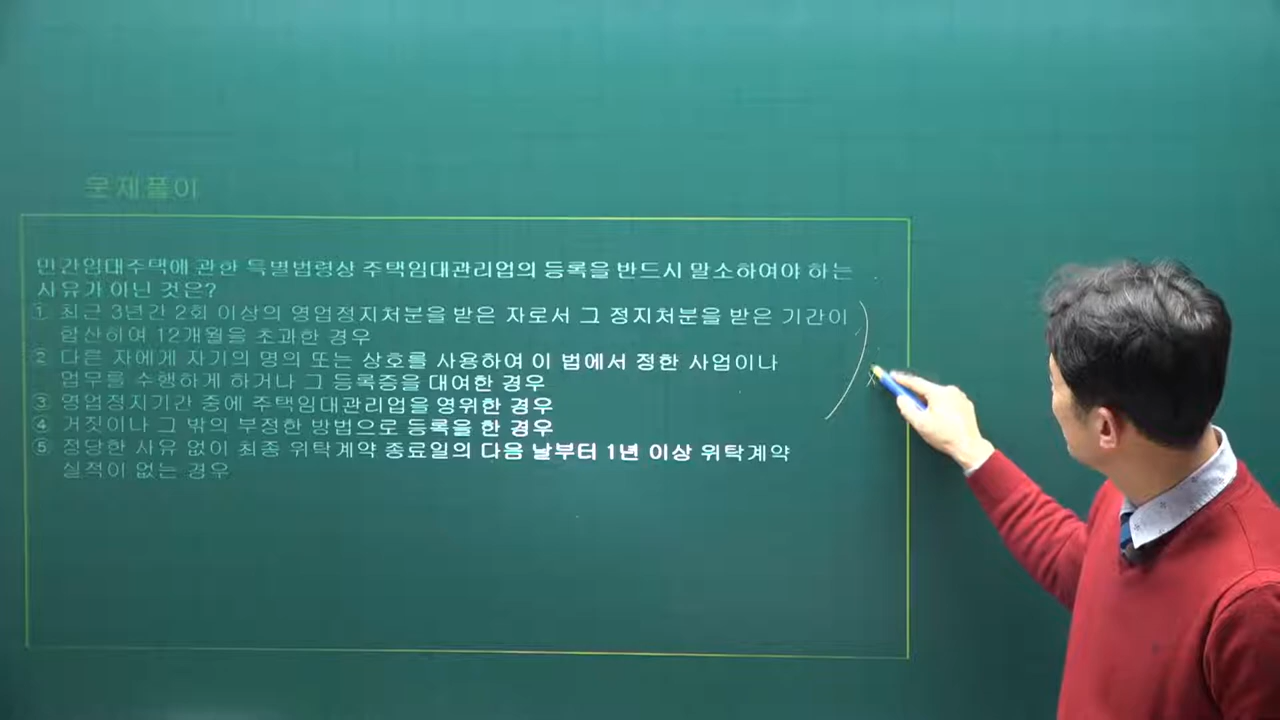 문제풀이
민간임대주택에 관한 특별법령상 주택임대관리업의 등록을 반드시 말소하여야 하는
사유가 아닌 것은?
① 최근 3년간 2회 이상의 영업정지처분을 받은 자로서 그 정지처분을 받은 기간이
합산하여 12개월을 초과한 경우
② 다른 자에게 자기의 명의 또는 상호를 사용하여 이 법에서 정한 사업이나
업무를 수행하게 하거나 그 등록증을 대여한 경우
③ 영업정지기간 중에 주택임대관리업을 영위한 경우
④ 거짓이나 그 밖의 부정한 방법으로 등록을 한 경우
⑤ 정당한 사유 없이 최종 위탁계약 종료일의 다음 날부터 1년 이상 위탁계약
실적이 없는 경우